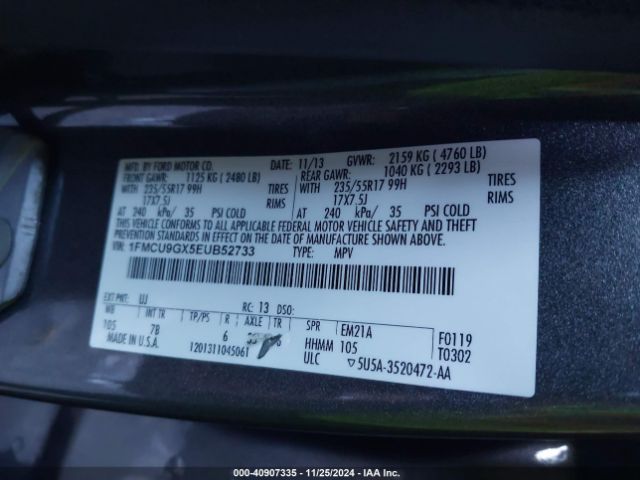 MFD. BY FORD MOTOR CO. 11/13 GVWR: 2159 KG ( 4760 LB)
FRONT GAWR: 1125 KG ( 2480 LB) REAR GAWR: 1040 KG ( 2293 LB)
WITH 235/55R17 99H TIRES WITH 235/55R17 99H TIRES
17X7.5J RIMS 17X7.5J RIMS
AT 240 kPa/ 35 PSI COLD AT 240 kPa/ 35 PSI COLD
THIS VEHICLE CONFORMS TO ALL APPLICABLE FEDERAL MOTOR VEHICLE SAFETY AND THEFT PREVENTION STANDARDS IN EFFECT ON THE DATE OF MANUFACTURE SHOWN ABOVE.
VIN: 1FMCU9GX5EUB52733 TYPE: MPV
EXT PNT: UJ RC: 13 DSO:
WB INT TR TP/PS R AXLE TR SPR EM21A F0119
105 7B 6 HHMM 105 T0302
MADE IN U.S.A. 1201311045061 ULC 5U5A-3520472-AA
000-40907335 - 11/25/2024 - IAA Inc.